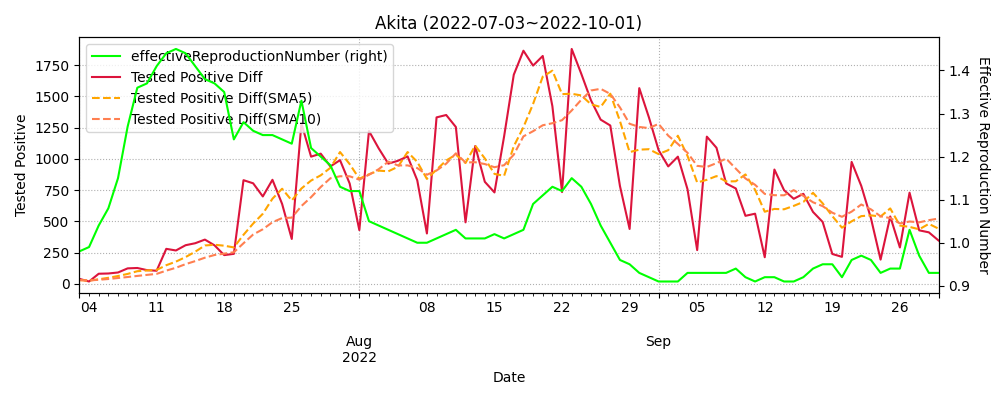 Akita (2022-07-03~2022-10-01)
effectiveReproductionNumber (right)
Tested Positive Diff
Tested Positive Diff(SMA5)
Tested Positive Diff(SMA10)
Tested Positive
1750
1500
1250
1000
750
500
250
0
Effective Reproduction Number
1.4
1.3
1.2
1.1
1.0
0.9
04 11 18 25 08 15 22 29 05 12 19 26
Aug Sep
2022
Date